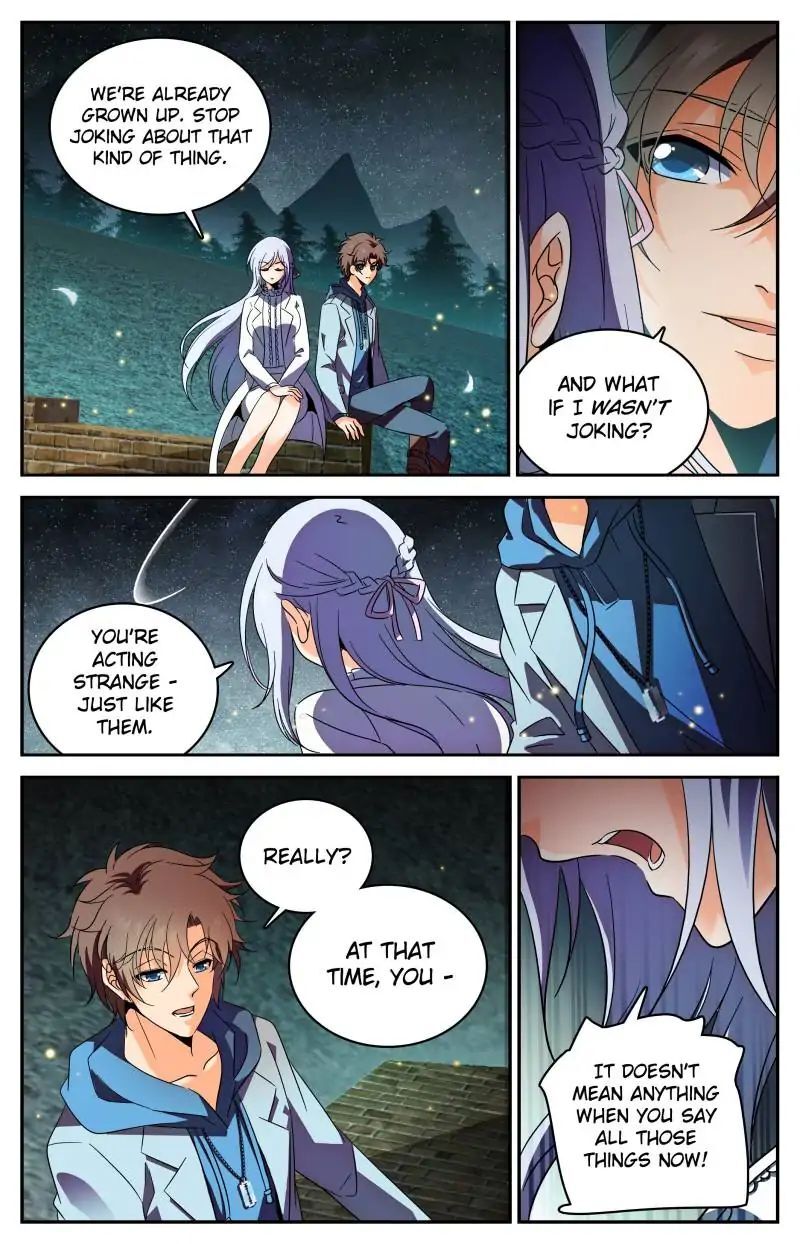 WE'RE ALREADY
GROWN UP. STOP
JOKING ABOUT THAT
KIND OF THING.
AND WHAT
IF I WASN'T
JOKING?
YOU'RE
ACTING
STRANGE -
JUST LIKE
THEM.
REALLY?
AT THAT
TIME, YOU -
IT DOESN'T
MEAN ANYTHING
WHEN YOU SAY
ALL THOSE
THINGS NOW!